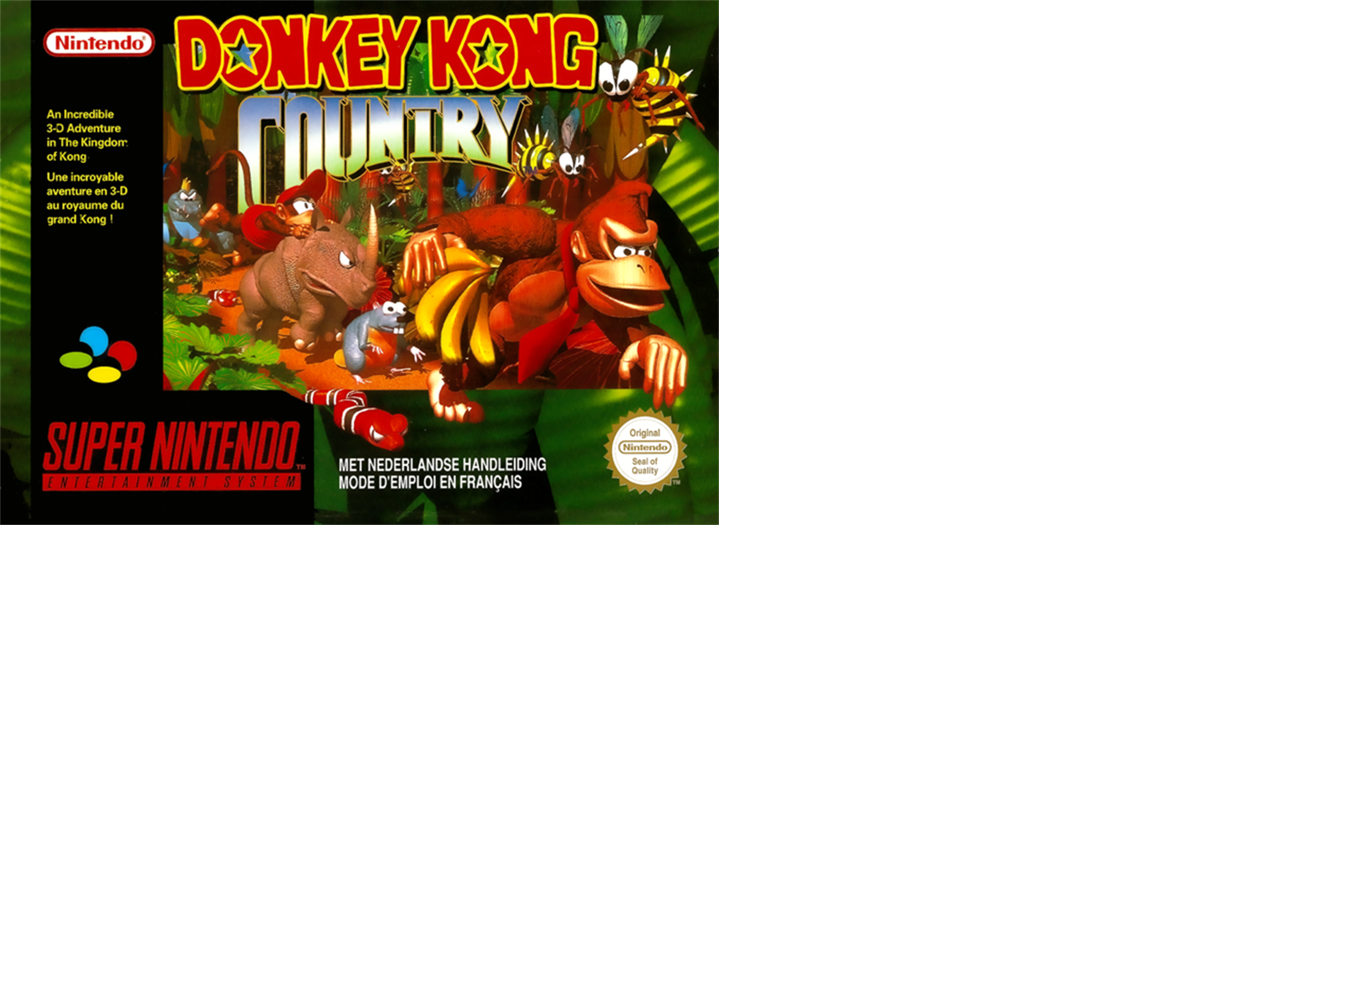 Nintendo®
DONKEY KONG
COUNTRY
An Incredible
3-D Adventure
in The Kingdom
of Kong
Une incroyable
aventure en 3-D
au royaume du
grand Kong !
SUPER NINTENDO™
ENTERTAINMENT SYSTEM
MET NEDERLANDSE HANDLEIDING
MODE D'EMPLOI EN FRANÇAIS
Original
Nintendo
Seal of
Quality
TM